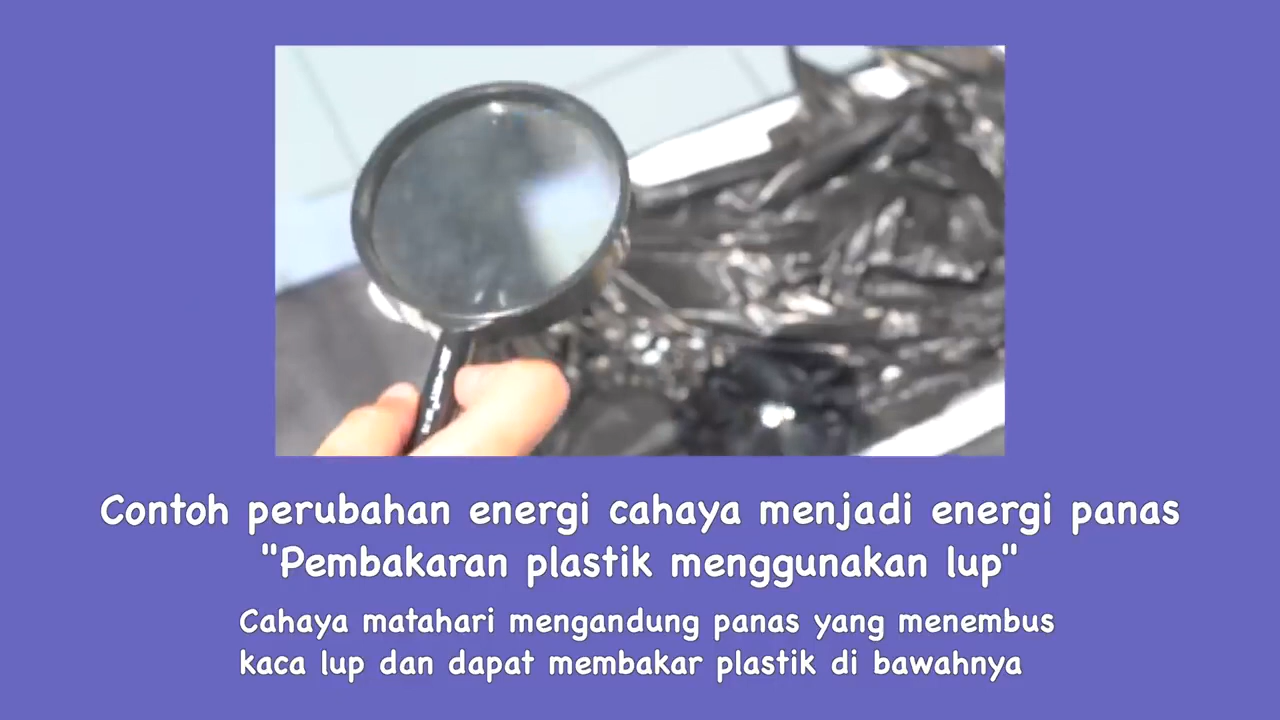 Contoh perubahan energi cahaya menjadi energi panas
"Pembakaran plastik menggunakan lup"
Cahaya matahari mengandung panas yang menembus
kaca lup dan dapat membakar plastik di bawahnya